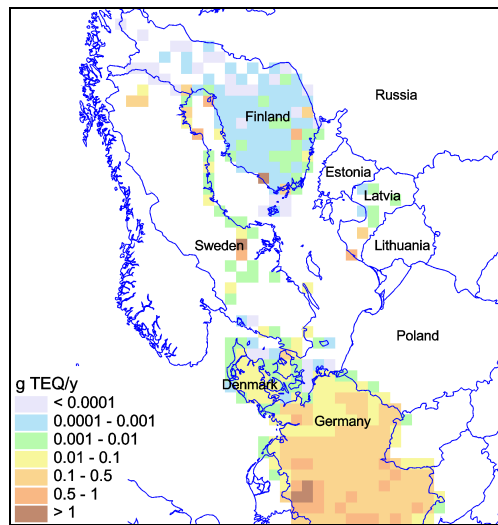 Russia
Finland
Estonia
Latvia
Sweden
Lithuania
Poland
g TEQ/y
Denmark
< 0.0001
0.0001 - 0.001
0.001 - 0.01
Germany
0.01 - 0.1
0.1 - 0.5
0.5 - 1
> 1